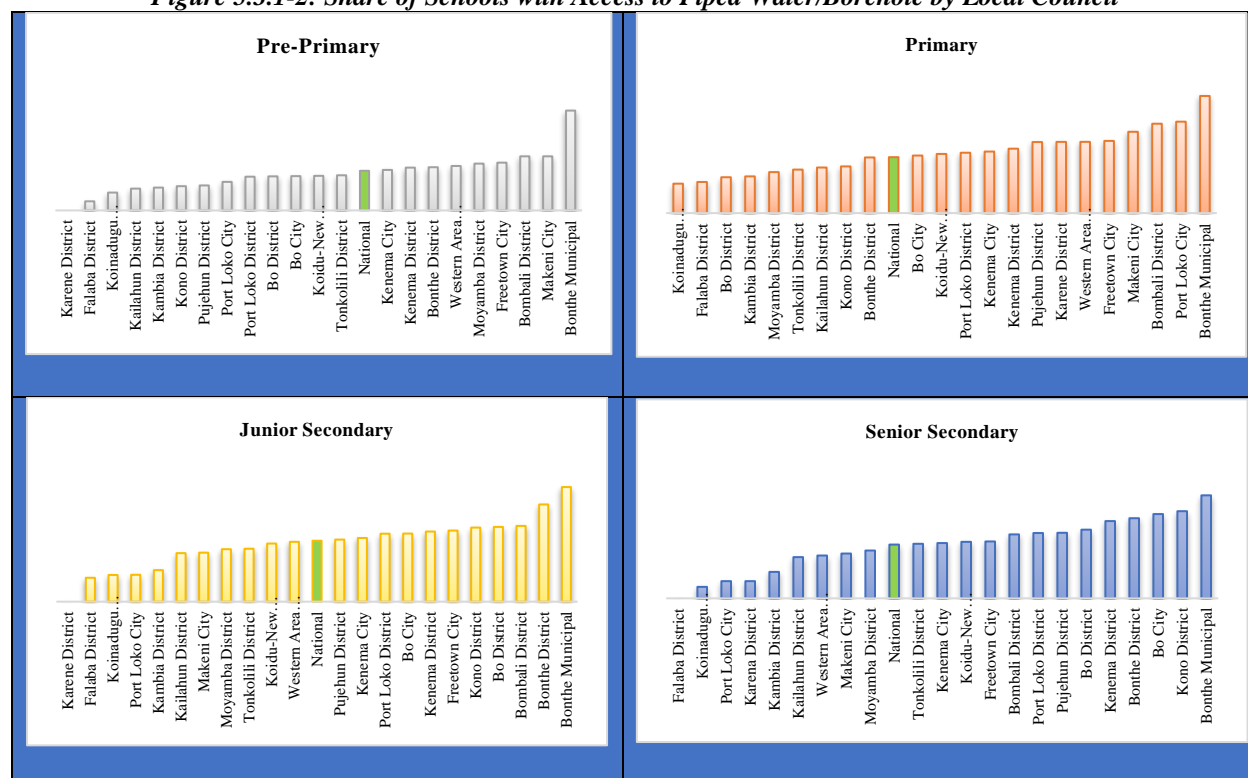 Figure 3.3.1-2: Share of Schools with Access to Piped Water/Borehole by Local Council
Pre-Primary
Karene District
Falaba District
Koinadugu…
Kailahun District
Kambia District
Kono District
Pujehun District
Port Loko City
Port Loko District
Bo District
Bo City
Koidu-New…
Tonkolili District
National
Kenema City
Kenema District
Bonthe District
Western Area…
Moyamba District
Freetown City
Bombali District
Makeni City
Bonthe Municipal
Primary
Koinadugu…
Falaba District
Bo District
Kambia District
Moyamba District
Tonkolili District
Kailahun District
Kono District
Bonthe District
National
Bo City
Koidu-New…
Port Loko District
Kenema City
Kenema District
Pujehun District
Karene District
Western Area…
Freetown City
Makeni City
Bombali District
Port Loko City
Bonthe Municipal
Junior Secondary
Karene District
Falaba District
Koinadugu…
Port Loko City
Kambia District
Kailahun District
Makeni City
Moyamba District
Tonkolili District
Koidu-New…
Western Area…
National
Pujehun District
Kenema City
Port Loko District
Bo City
Kenema District
Freetown City
Kono District
Bo District
Bombali District
Bonthe District
Bonthe Municipal
Senior Secondary
Falaba District
Koinadugu…
Port Loko City
Karena District
Kambia District
Kailahun District
Western Area…
Makeni City
Moyamba District
National
Tonkolili District
Kenema City
Koidu-New…
Freetown City
Bombali District
Port Loko District
Pujehun District
Bo District
Kenema District
Bonthe District
Bo City
Kono District
Bonthe Municipal